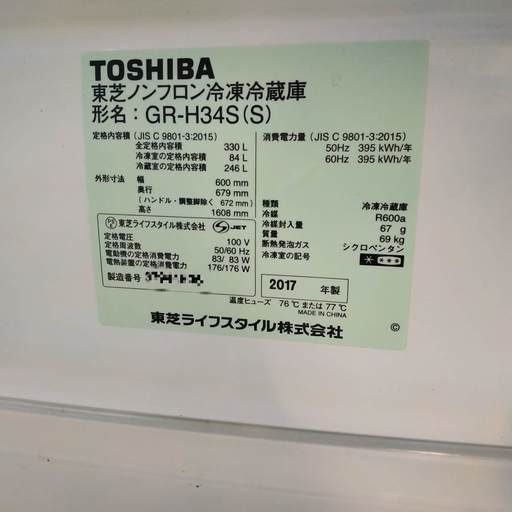 TOSHIBA
東芝ノンフロン冷凍冷蔵庫
形名：GR-H34S(S)
定格内容積 (JIS C 9801-3:2015)
全定格内容積 330 L
冷凍室の定格内容積 84 L
冷蔵室の定格内容積 246 L
外形寸法 幅 600 mm
奥行 679 mm
(ハンドル・調整脚除く 672 mm)
高さ 1608 mm
東芝ライフスタイル株式会社 S JET
定格電圧 100 V
定格周波数 50/60 Hz
電動機の定格消費電力 83/ 83 W
電熱装置の定格消費電力 176/176 W
製造番号
消費電力量 (JIS C 9801-3:2015)
50Hz 395 kWh/年
60Hz 395 kWh/年
種類 冷凍冷蔵庫
冷媒 R600a
冷媒封入量 67 g
質量 69 kg
断熱発泡ガス シクロペンタン
冷凍室の記号
2017 年製
温度ヒューズ 76℃ または 77℃
MADE IN CHINA
東芝ライフスタイル株式会社
©